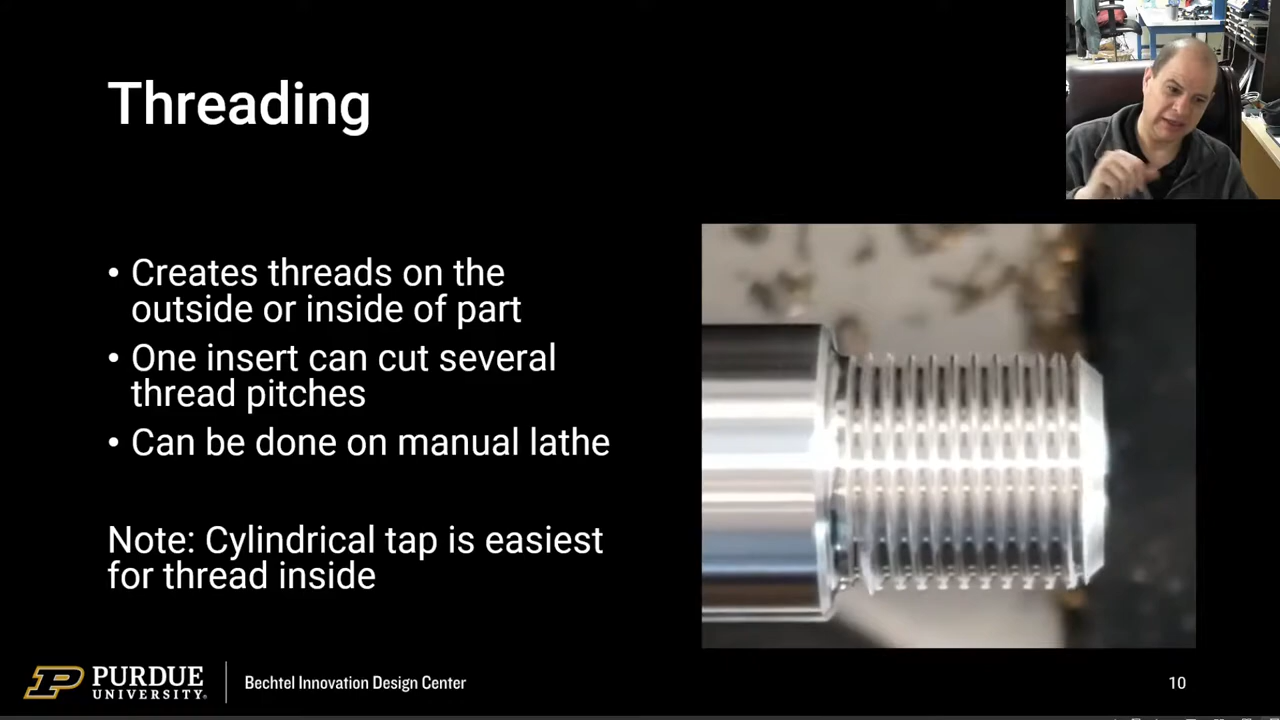 Threading
• Creates threads on the
outside or inside of part
• One insert can cut several
thread pitches
• Can be done on manual lathe
Note: Cylindrical tap is easiest
for thread inside
P PURDUE
UNIVERSITY®
Bechtel Innovation Design Center
10